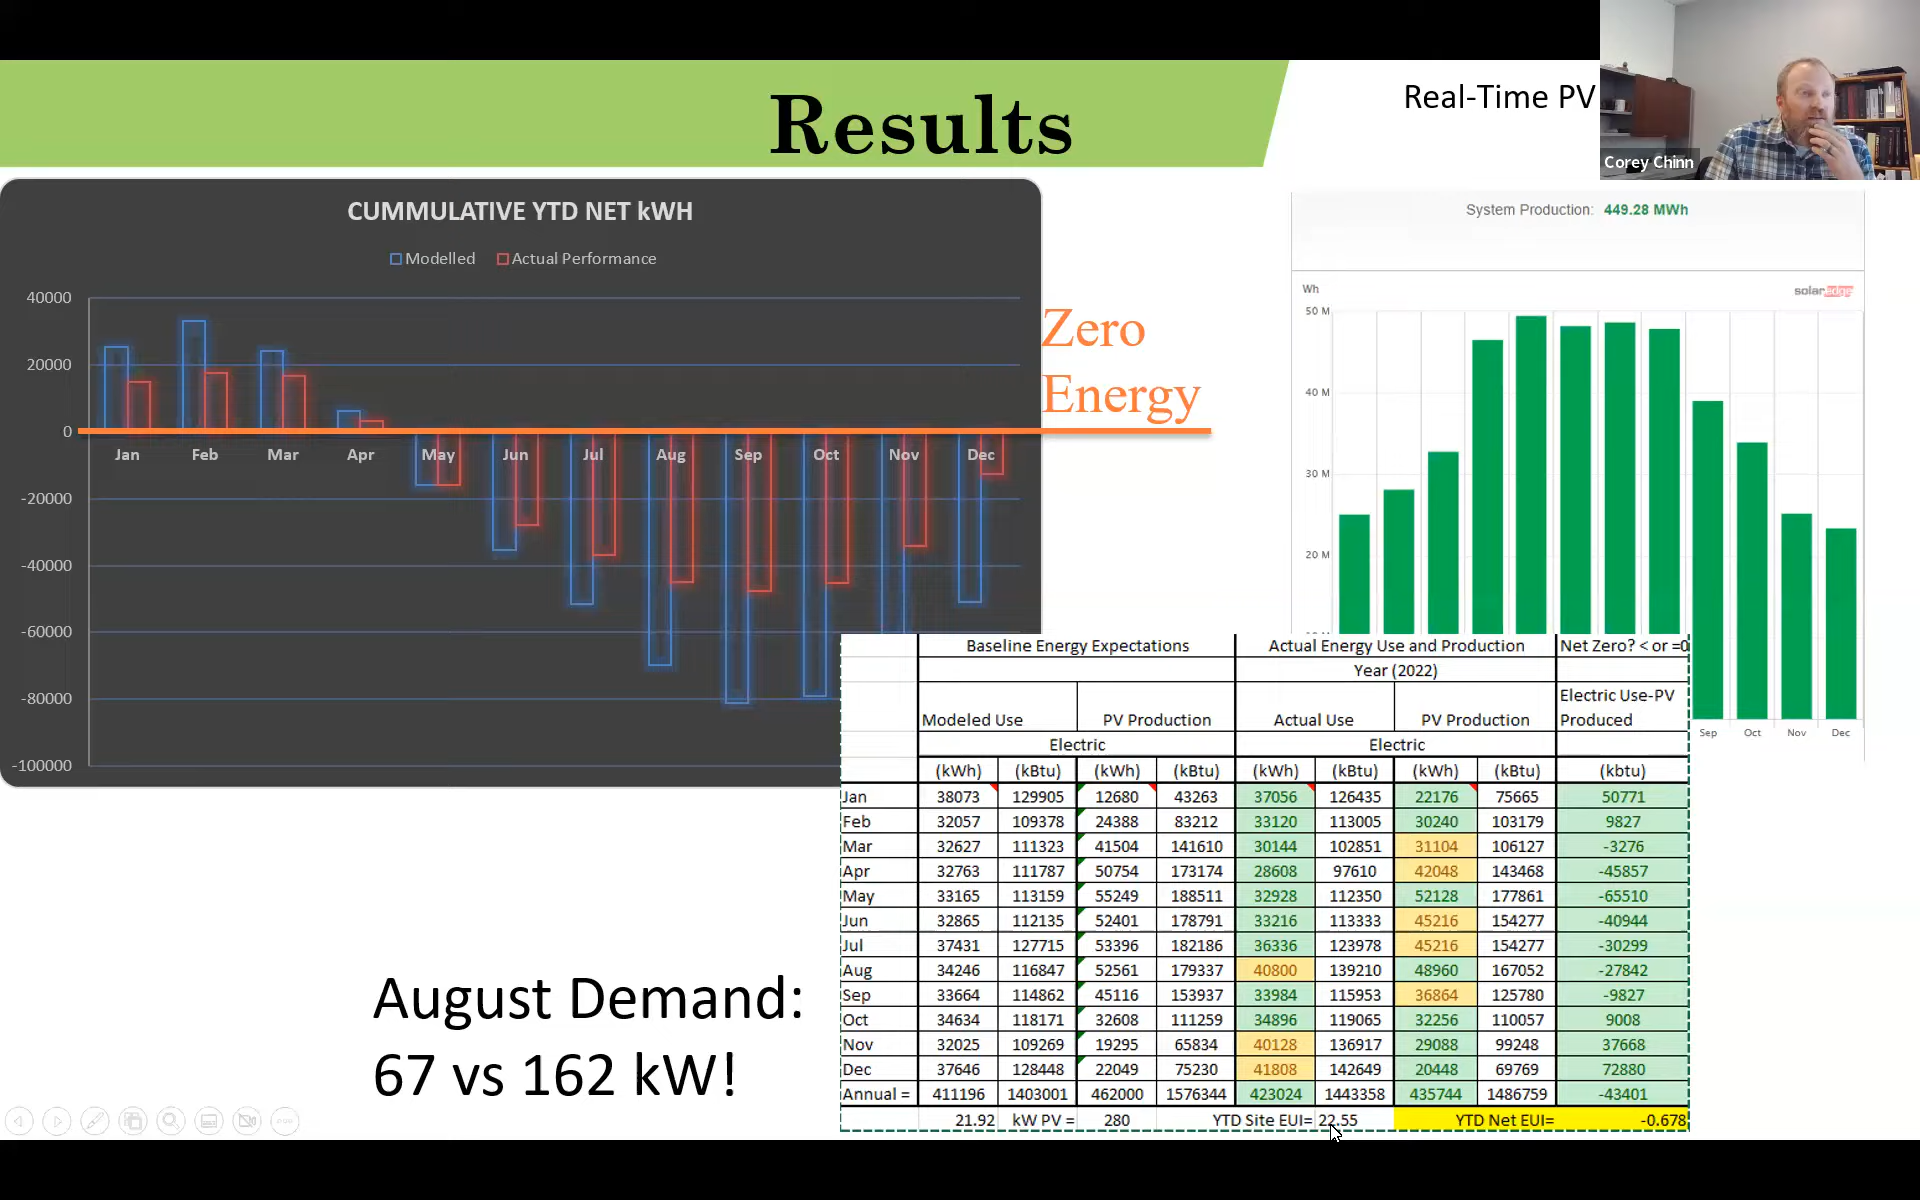 Results
Real-Time PV
Corey Chinn
CUMMULATIVE YTD NET kWH
Modelled Actual Performance
40000
20000
0
-20000
-40000
-60000
-80000
-100000
Jan Feb Mar Apr May Jun Jul Aug Sep Oct Nov Dec
Zero
Energy
System Production: 449.28 MWh
Wh
solaredge
50 M
40 M
30 M
20 M
Sep Oct Nov Dec
August Demand:
67 vs 162 kW!
Baseline Energy Expectations Actual Energy Use and Production Net Zero? < or =0
Year (2022)
Electric Use-PV
Modeled Use PV Production Actual Use PV Production Produced
Electric Electric
(kWh) (kBtu) (kWh) (kBtu) (kWh) (kBtu) (kWh) (kBtu) (kbtu)
Jan 38073 129905 12680 43263 37056 126435 22176 75665 50771
Feb 32057 109378 24388 83212 33120 113005 30240 103179 9827
Mar 32627 111323 41504 141610 30144 102851 31104 106127 -3276
Apr 32763 111787 50754 173174 28608 97610 42048 143468 -45857
May 33165 113159 55249 188511 32928 112350 52128 177861 -65510
Jun 32865 112135 52401 178791 33216 113333 45216 154277 -40944
Jul 37431 127715 53396 182186 36336 123978 45216 154277 -30299
Aug 34246 116847 52561 179337 40800 139210 48960 167052 -27842
Sep 33664 114862 45116 153937 33984 115953 36864 125780 -9827
Oct 34634 118171 32608 111259 34896 119065 32256 110057 9008
Nov 32025 109269 19295 65834 40128 136917 29088 99248 37668
Dec 37646 128448 22049 75230 41808 142649 20448 69769 72880
Annual = 411196 1403001 462000 1576344 423024 1443358 435744 1486759 -43401
21.92 kW PV = 280 YTD Site EUI= 22.55 YTD Net EUI= -0.678